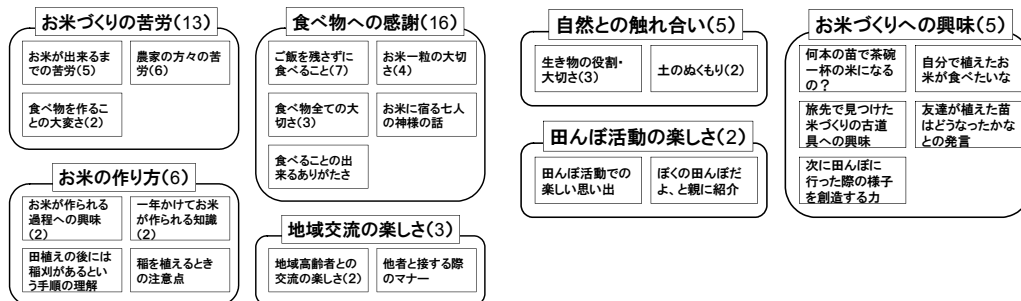 お米づくりの苦労(13)
お米が出来るま
での苦労(5)
農家の方々の苦
労(6)
食べ物を作るこ
との大変さ(2)
お米の作り方(6)
お米が作られる
過程への興味
(2)
一年かけてお米
が作られる知識
(2)
田植えの後には
稲刈があるとい
う手順の理解
稲を植えるとき
の注意点
食べ物への感謝(16)
ご飯を残さずに
食べること(7)
お米一粒の大切
さ(4)
食べ物全ての大
切さ(3)
お米に宿る七人
の神様の話
食べることの出
来るありがたさ
地域交流の楽しさ(3)
地域高齢者との
交流の楽しさ(2)
他者と接する際
のマナー
自然との触れ合い(5)
生き物の役割・
大切さ(3)
土のぬくもり(2)
田んぼ活動の楽しさ(2)
田んぼ活動での
楽しい思い出
ぼくの田んぼだ
よ、と親に紹介
お米づくりへの興味(5)
何本の苗で茶碗
一杯の米になる
の?
自分で植えたお
米が食べたいな
旅先で見つけた
米づくりの古道
具への興味
友達が植えた苗
はどうなったかな
との発言
次に田んぼに
行った際の様子
を創造する力